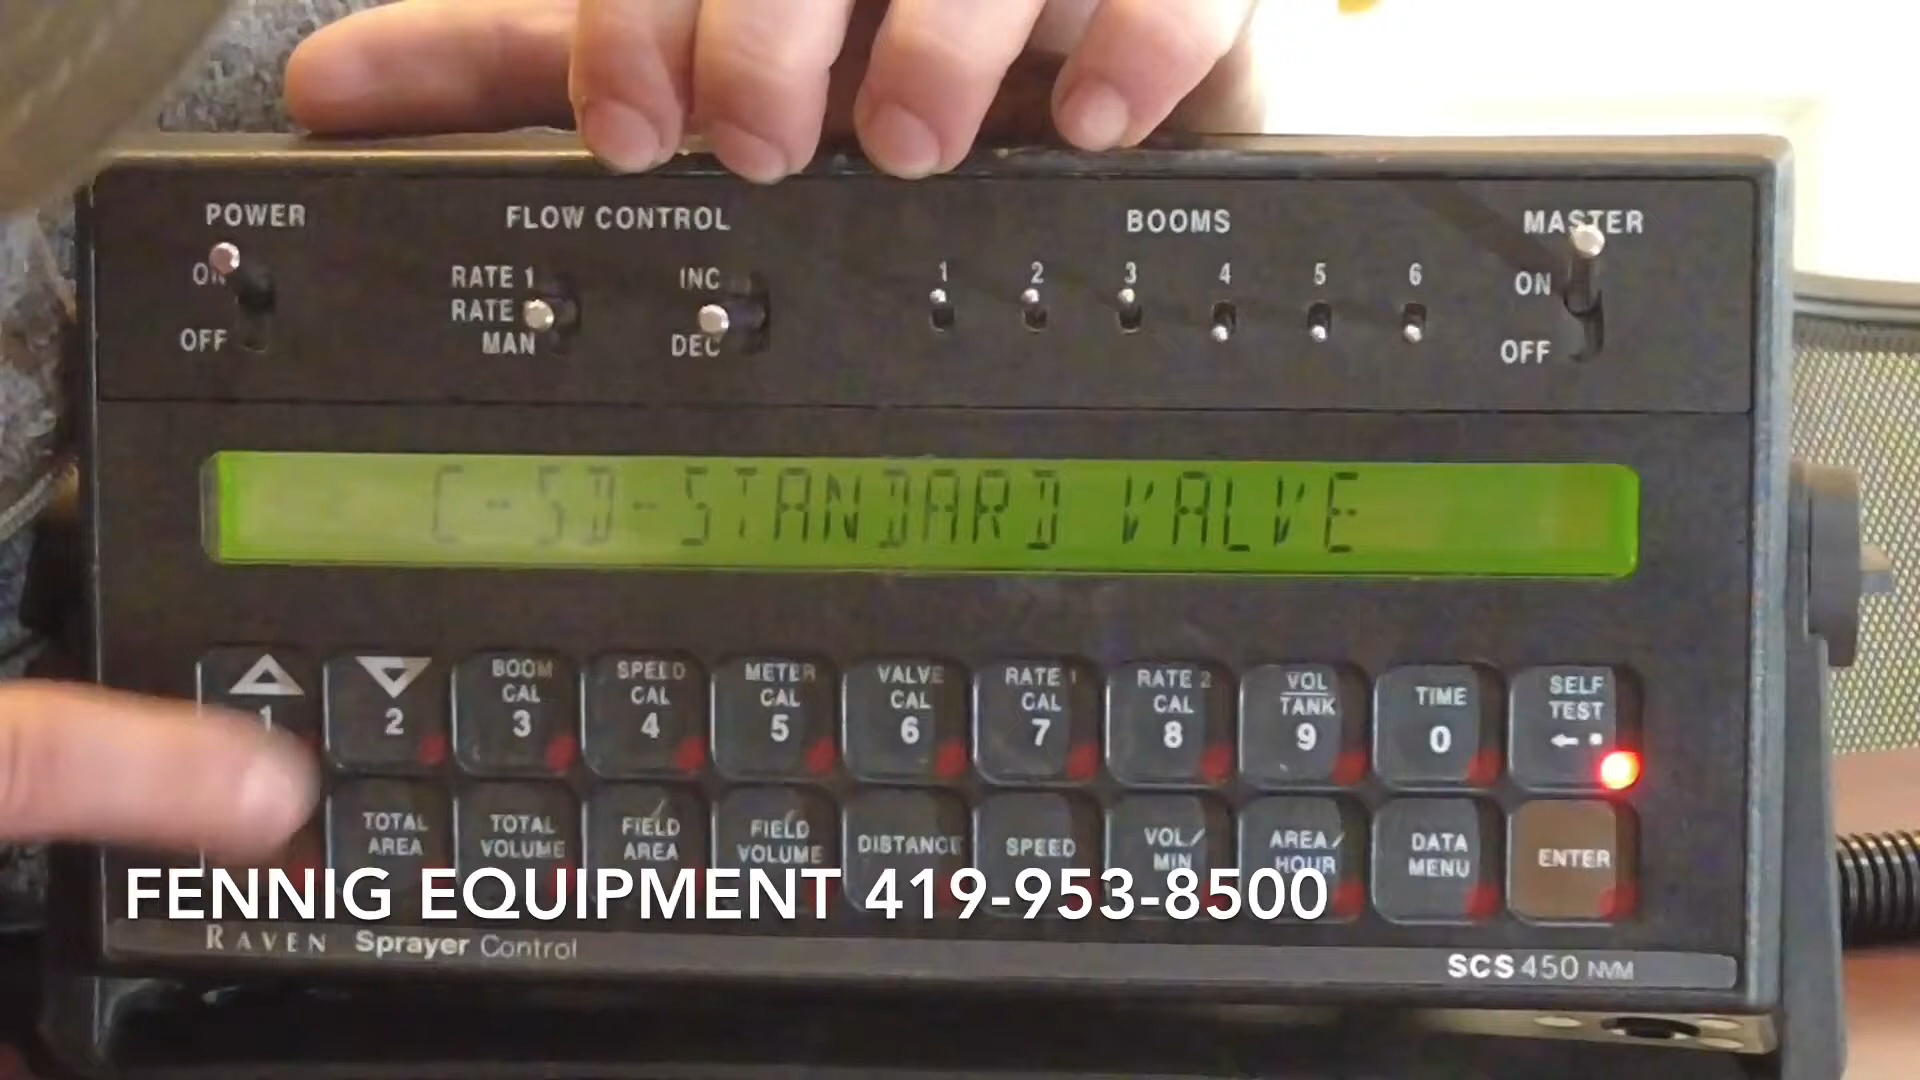 POWER
FLOW CONTROL
BOOMS
MASTER
ON
OFF
RATE 1
RATE
MAN
INC
DEC
1 2 3 4 5 6
ON
OFF
C-SD-STANDARD VALVE
1
2
BOOM CAL 3
SPEED CAL 4
METER CAL 5
VALVE CAL 6
RATE 1 CAL 7
RATE 2 CAL 8
VOL TANK 9
TIME 0
SELF TEST
TOTAL AREA
TOTAL VOLUME
FIELD AREA
FIELD VOLUME
DISTANCE
SPEED
VOL/ MIN
AREA/ HOUR
DATA MENU
ENTER
FENNIG EQUIPMENT 419-953-8500
RAVEN Sprayer Control
SCS 450 NVM